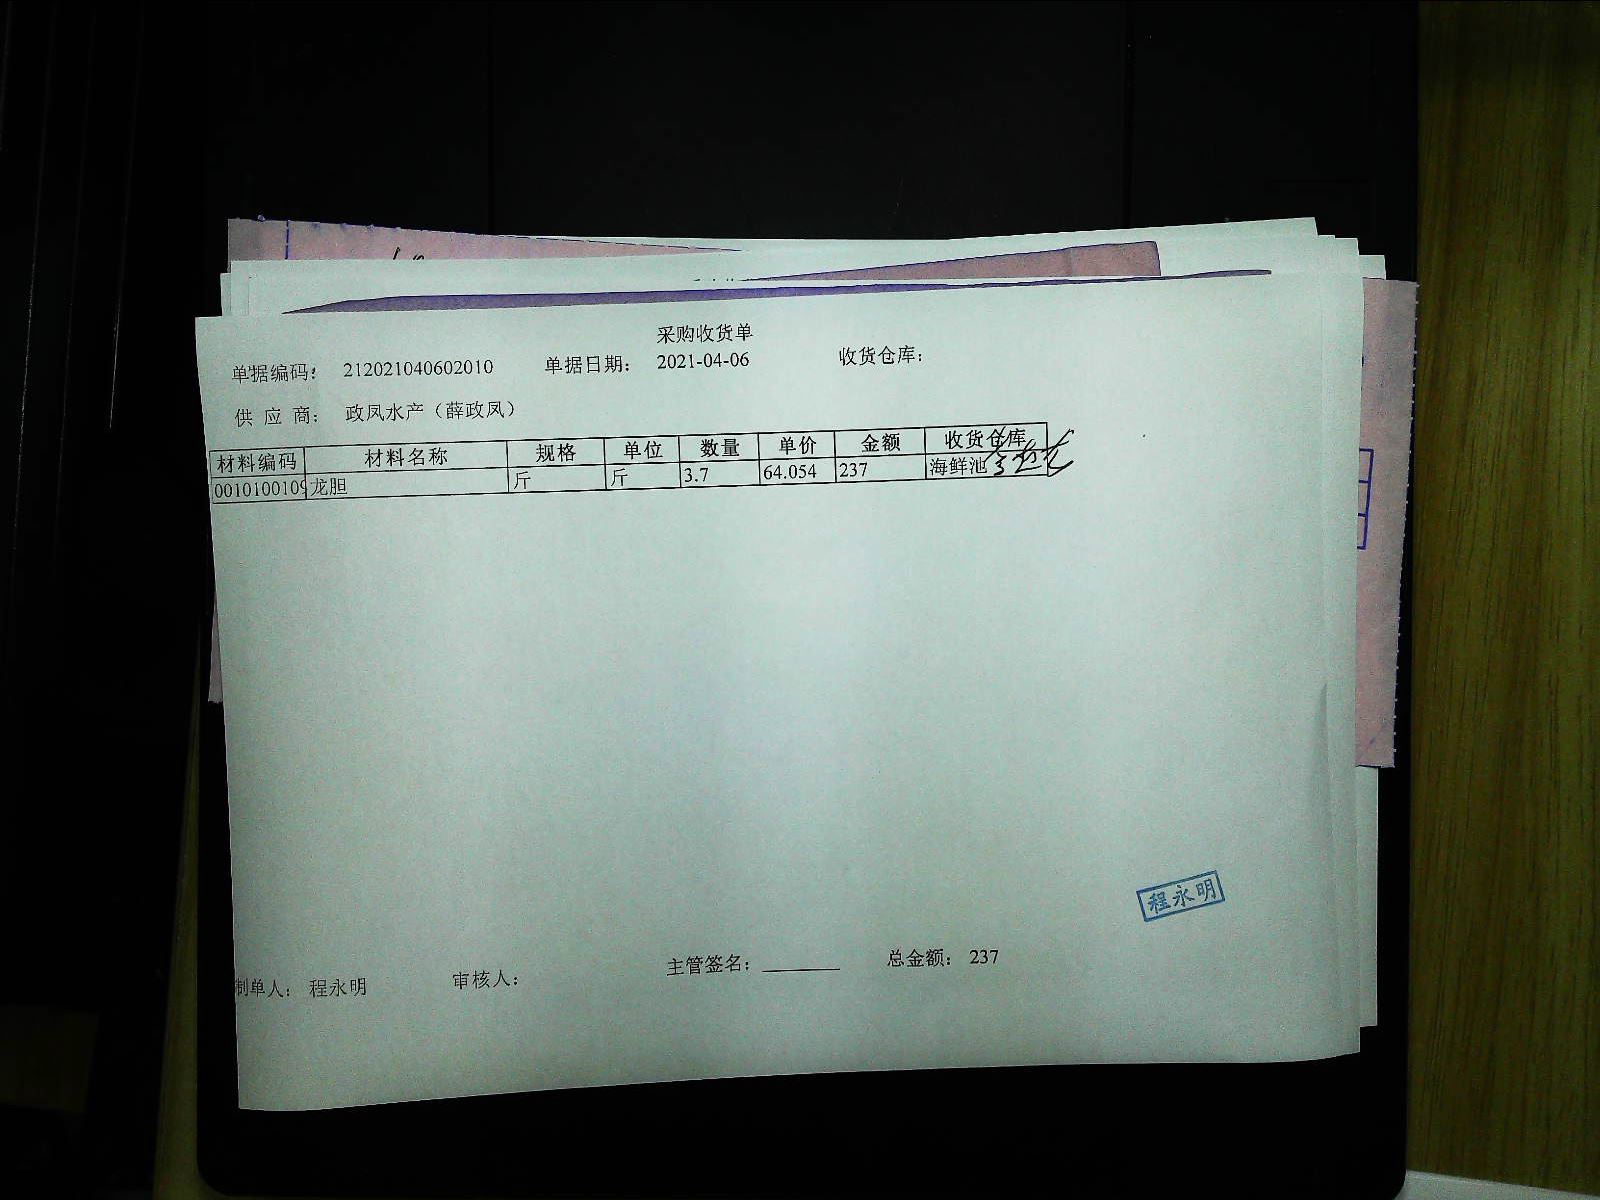 采购收货单
单据编码： 212021040602010 单据日期： 2021-04-06 收货仓库：
供 应 商： 政凤水产（薛政凤）
材料编码 材料名称 规格 单位 数量 单价 金额 收货仓库
0010100109 龙胆 斤 斤 3.7 64.054 237 海鲜池
程永明
制单人： 程永明 审核人： 主管签名： 总金额： 237